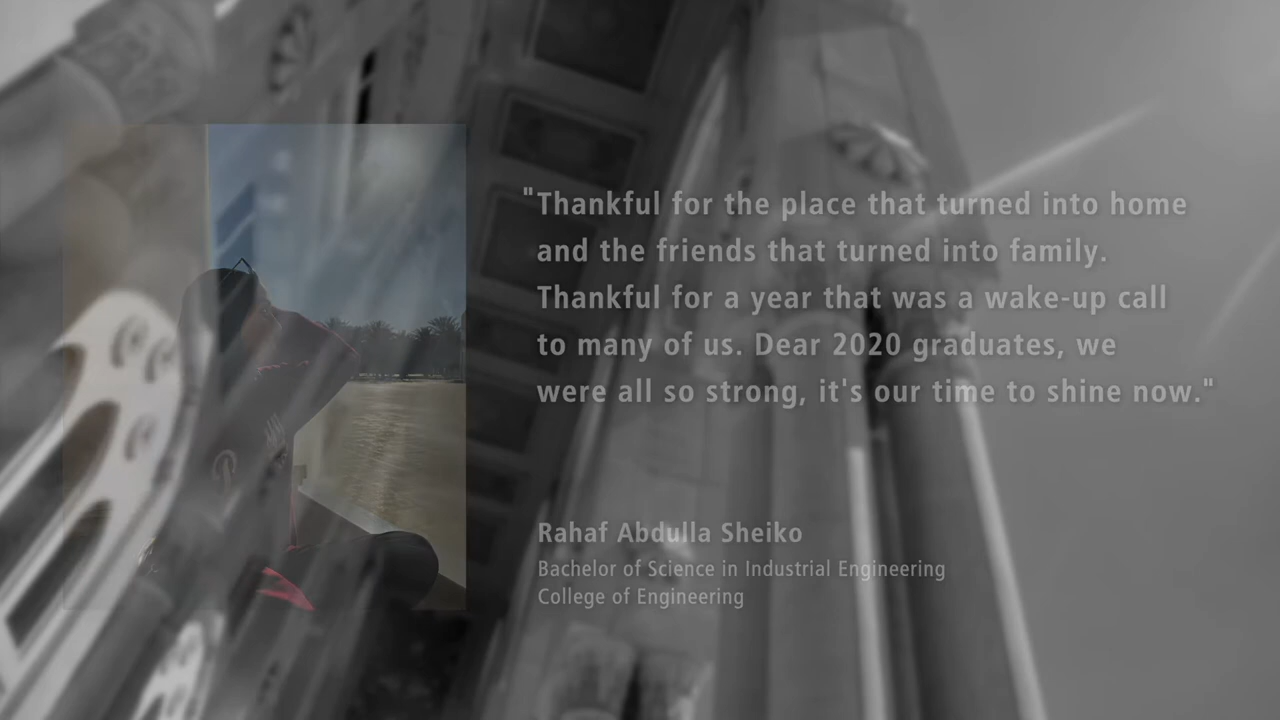 "Thankful for the place that turned into home
and the friends that turned into family.
Thankful for a year that was a wake-up call
to many of us. Dear 2020 graduates, we
were all so strong, it's our time to shine now."
Rahaf Abdulla Sheiko
Bachelor of Science in Industrial Engineering
College of Engineering